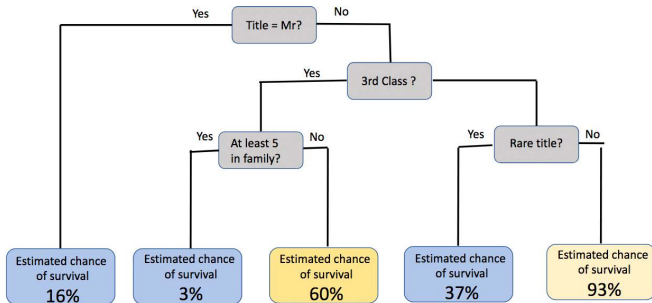 Yes
Title = Mr?
No
Yes
3rd Class ?
Yes
At least 5
in family?
No
Yes
Rare title?
No
Estimated chance
of survival
16%
Estimated chance
of survival
3%
Estimated chance
of survival
60%
Estimated chance
of survival
37%
Estimated chance
of survival
93%